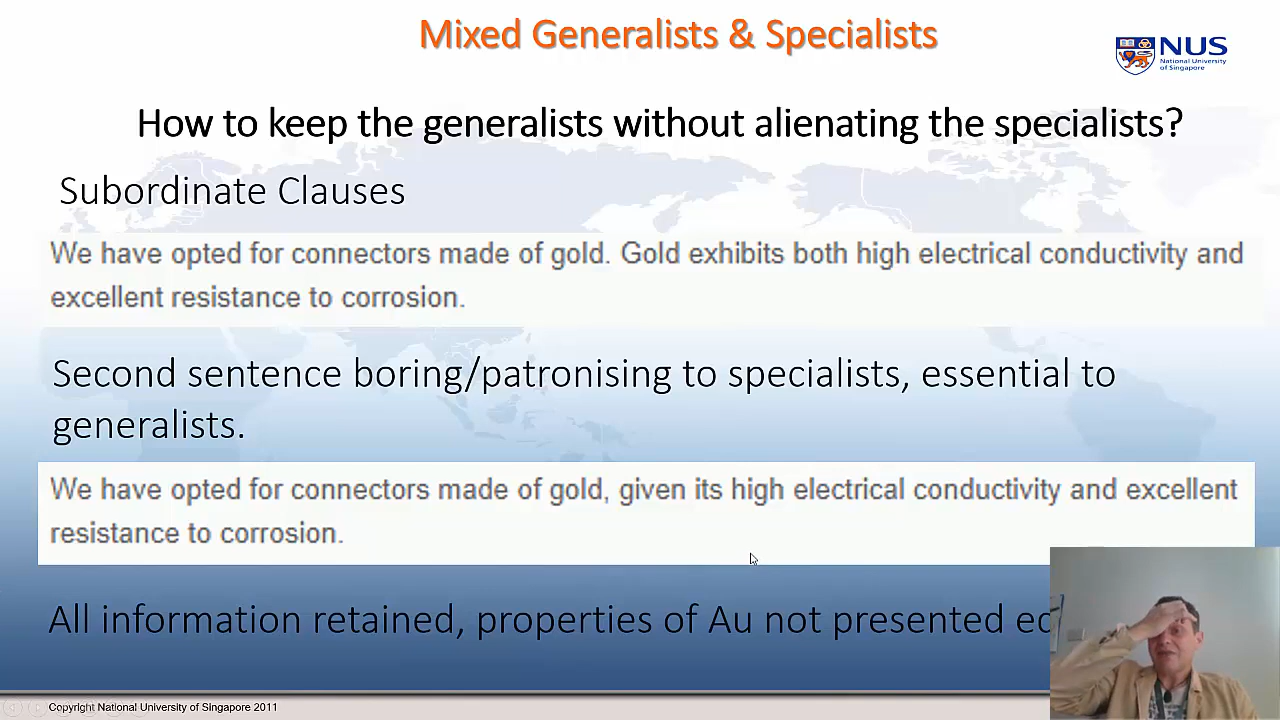 Mixed Generalists & Specialists
NUS
National University
of Singapore
How to keep the generalists without alienating the specialists?
Subordinate Clauses
We have opted for connectors made of gold. Gold exhibits both high electrical conductivity and
excellent resistance to corrosion.
Second sentence boring/patronising to specialists, essential to
generalists.
We have opted for connectors made of gold, given its high electrical conductivity and excellent
resistance to corrosion.
All information retained, properties of Au not presented
Copyright National University of Singapore 2011